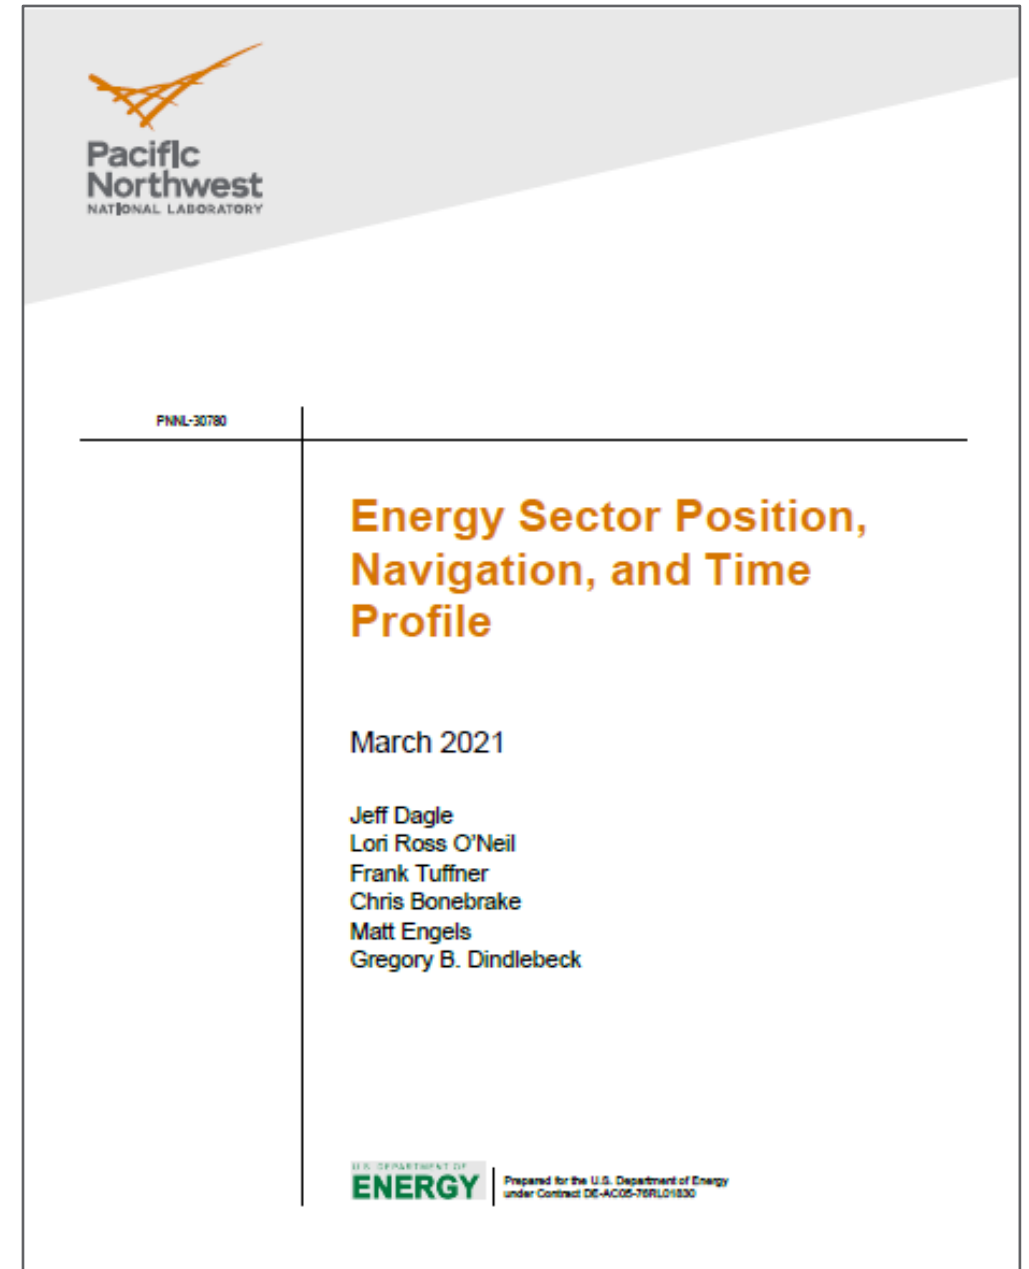 Pacific
Northwest
NATIONAL LABORATORY
PNNL-30780
Energy Sector Position,
Navigation, and Time
Profile
March 2021
Jeff Dagle
Lori Ross O'Neil
Frank Tuffner
Chris Bonebrake
Matt Engels
Gregory B. Dindlebeck
U.S. DEPARTMENT OF
ENERGY
Prepared for the U.S. Department of Energy
under Contract DE-AC05-76RL01830